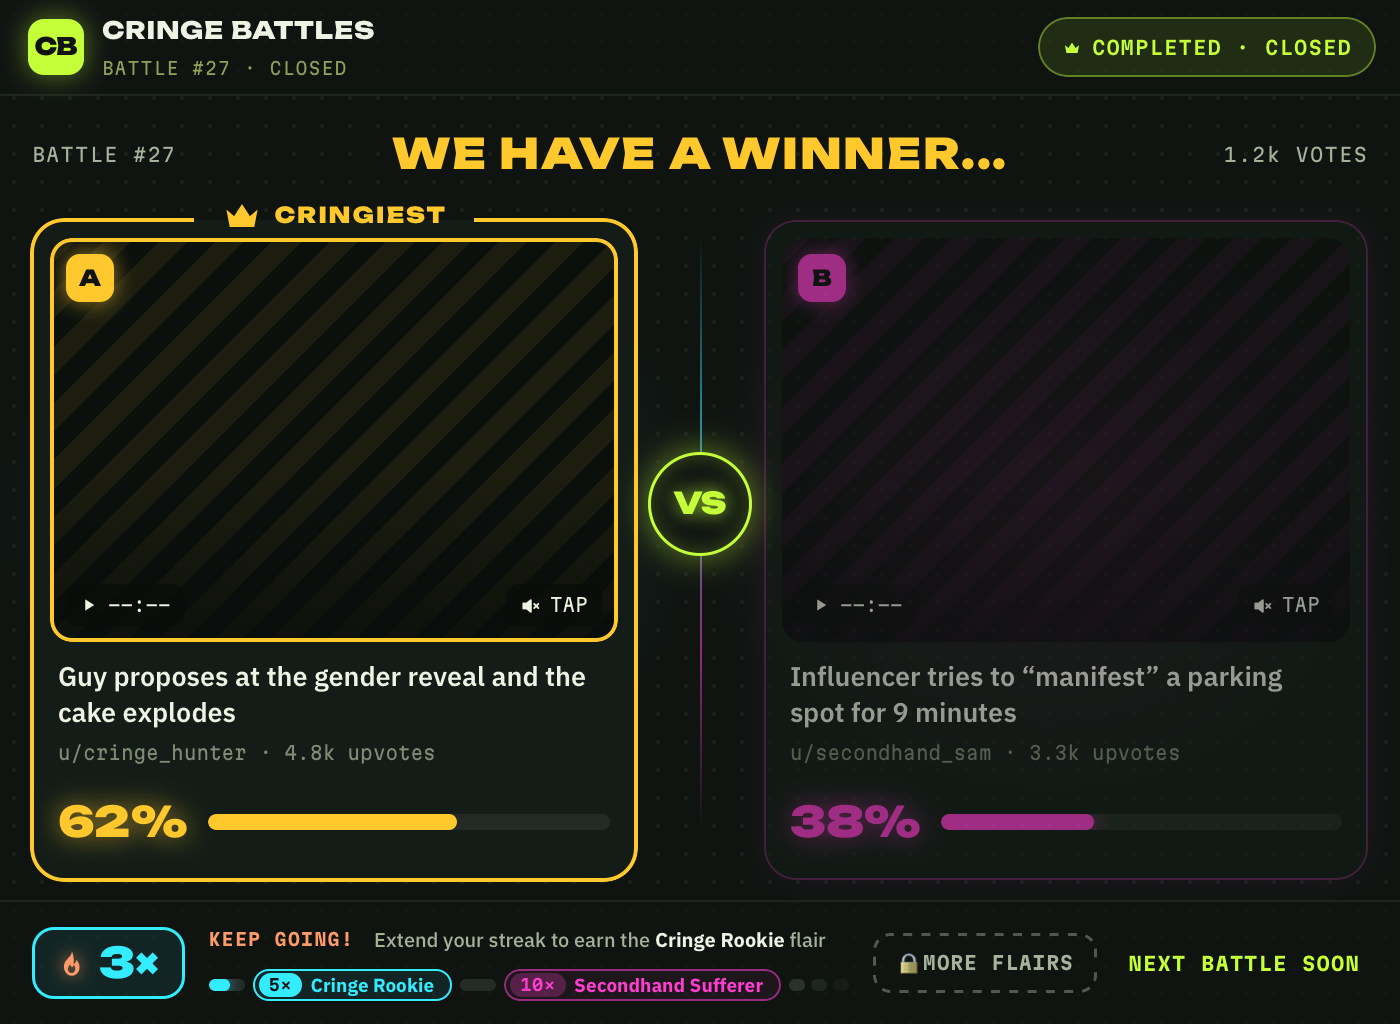 CB
CRINGE BATTLES
BATTLE #27 · CLOSED
COMPLETED · CLOSED
BATTLE #27
WE HAVE A WINNER...
1.2k VOTES
CRINGIEST
A
--:--
TAP
Guy proposes at the gender reveal and the
cake explodes
u/cringe_hunter · 4.8k upvotes
62%
VS
B
--:--
TAP
Influencer tries to “manifest” a parking
spot for 9 minutes
u/secondhand_sam · 3.3k upvotes
38%
3×
KEEP GOING! Extend your streak to earn the Cringe Rookie flair
5× Cringe Rookie
10× Secondhand Sufferer
MORE FLAIRS
NEXT BATTLE SOON